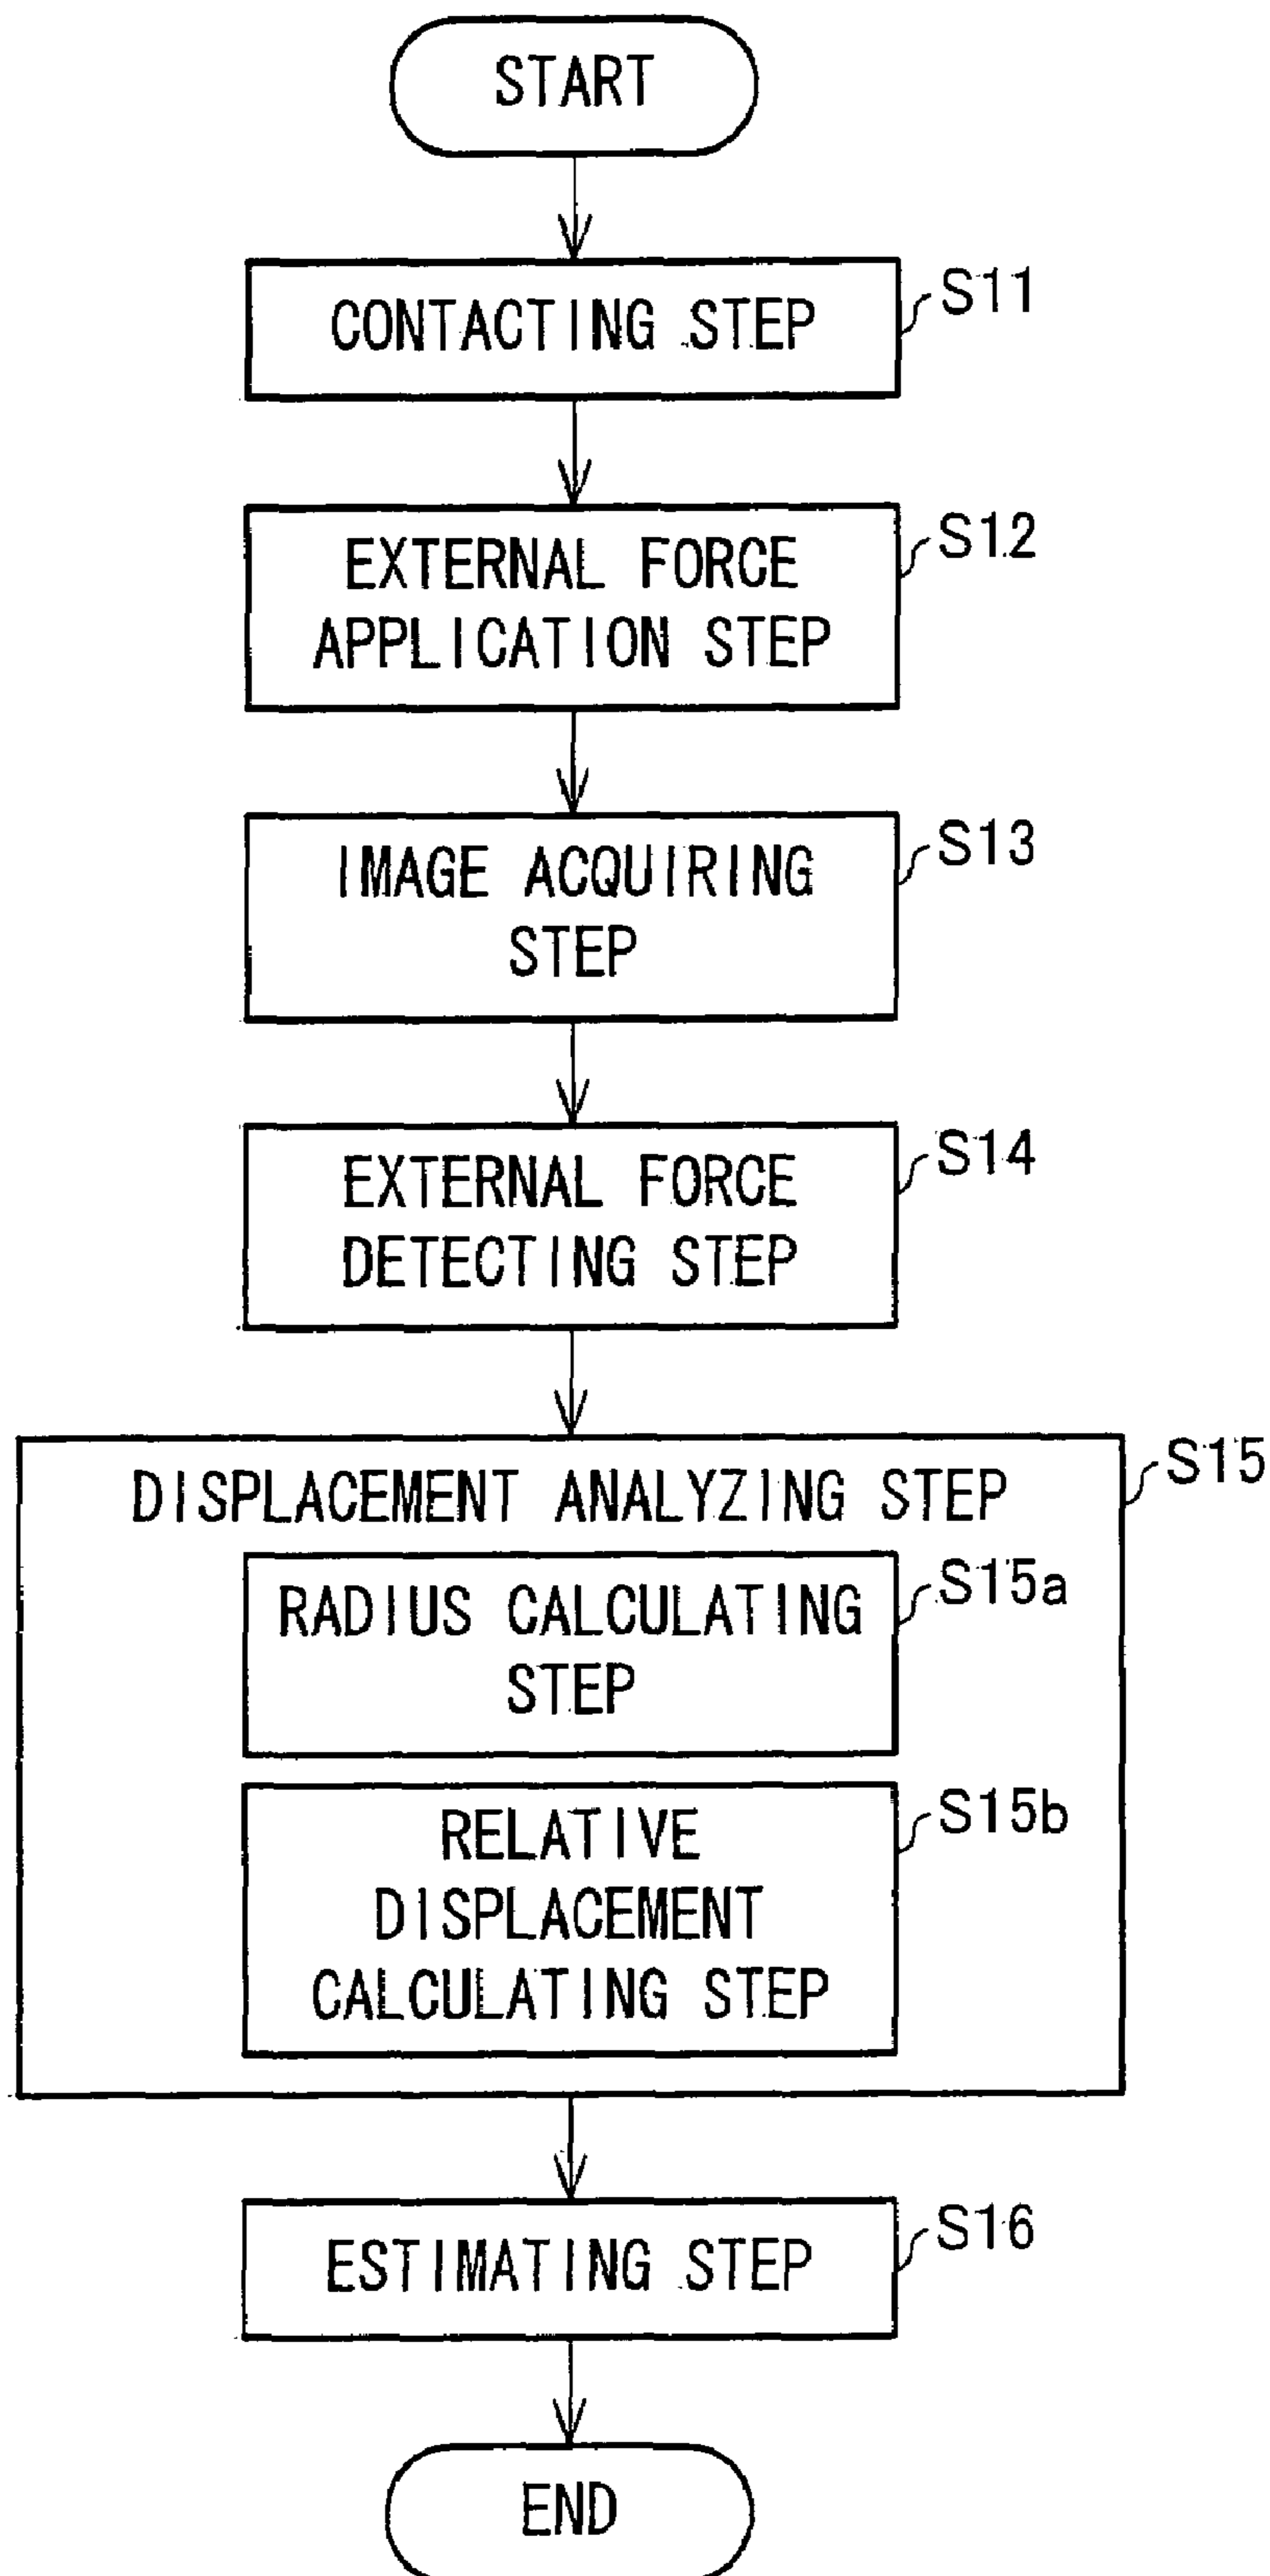 START
CONTACTING STEP
S11
EXTERNAL FORCE
APPLICATION STEP
S12
IMAGE ACQUIRING
STEP
S13
EXTERNAL FORCE
DETECTING STEP
S14
DISPLACEMENT ANALYZING STEP
S15
RADIUS CALCULATING
STEP
S15a
RELATIVE
DISPLACEMENT
CALCULATING STEP
S15b
ESTIMATING STEP
S16
END